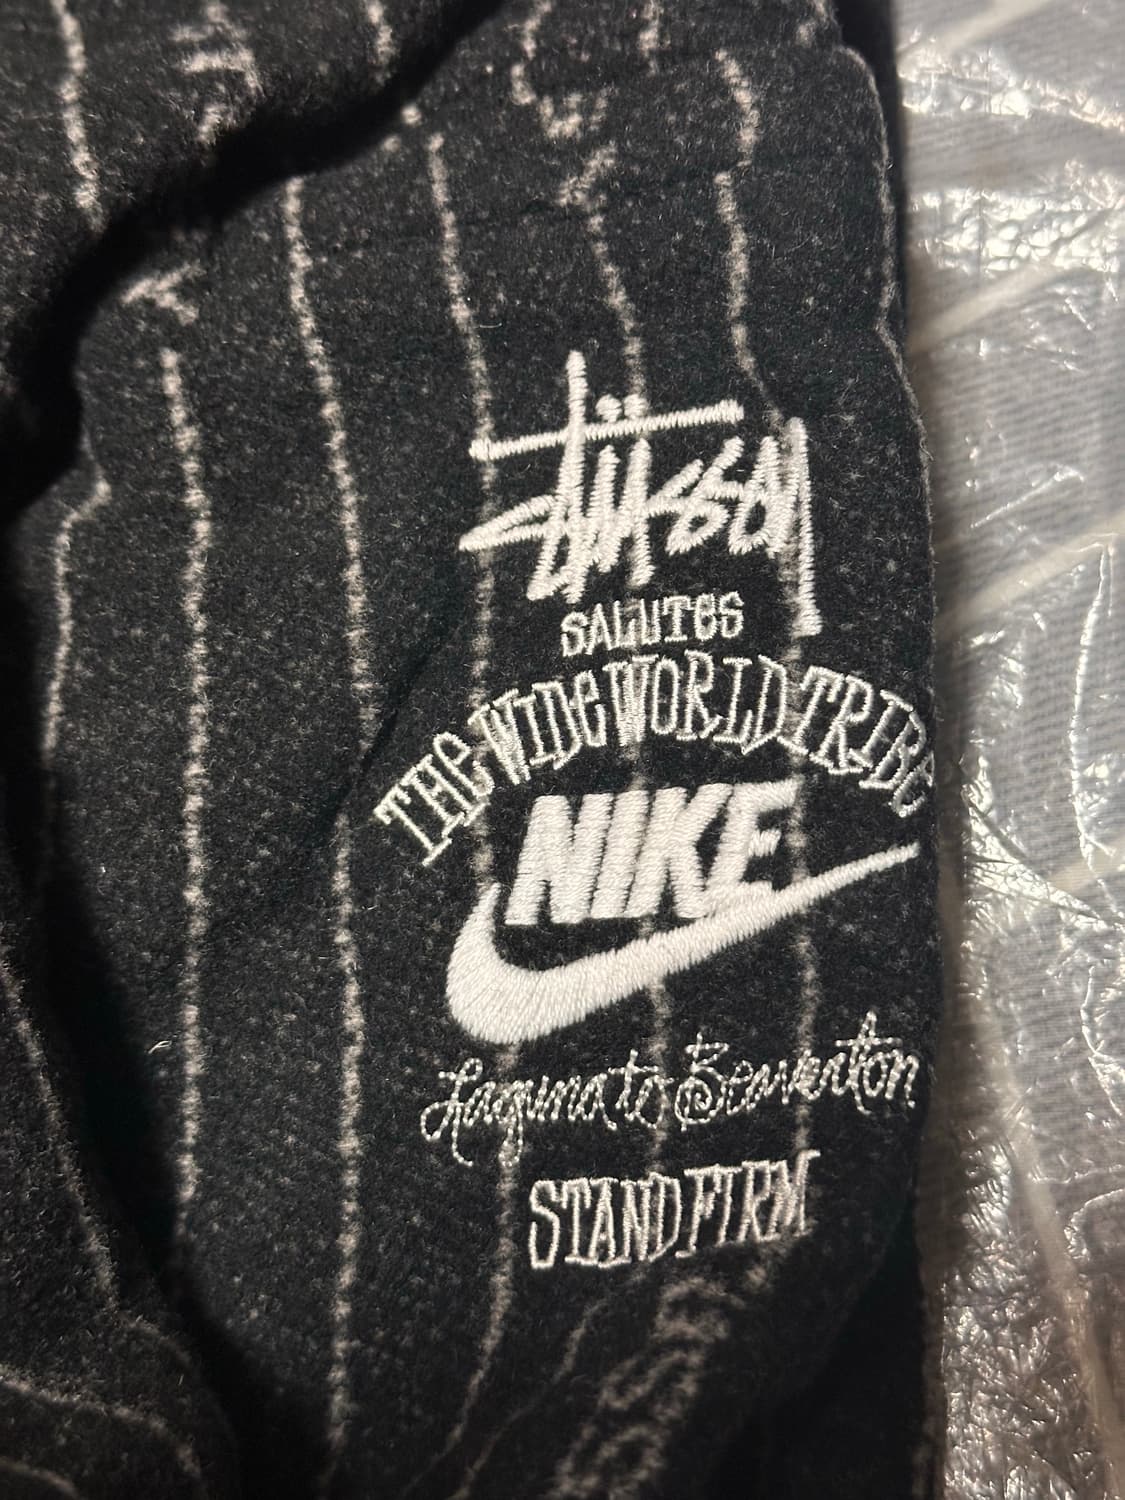 Stüssy
SALUTES
THE WIDE WORLD TRIBE
NIKE
Laguna to Beaverton
STAND FIRM